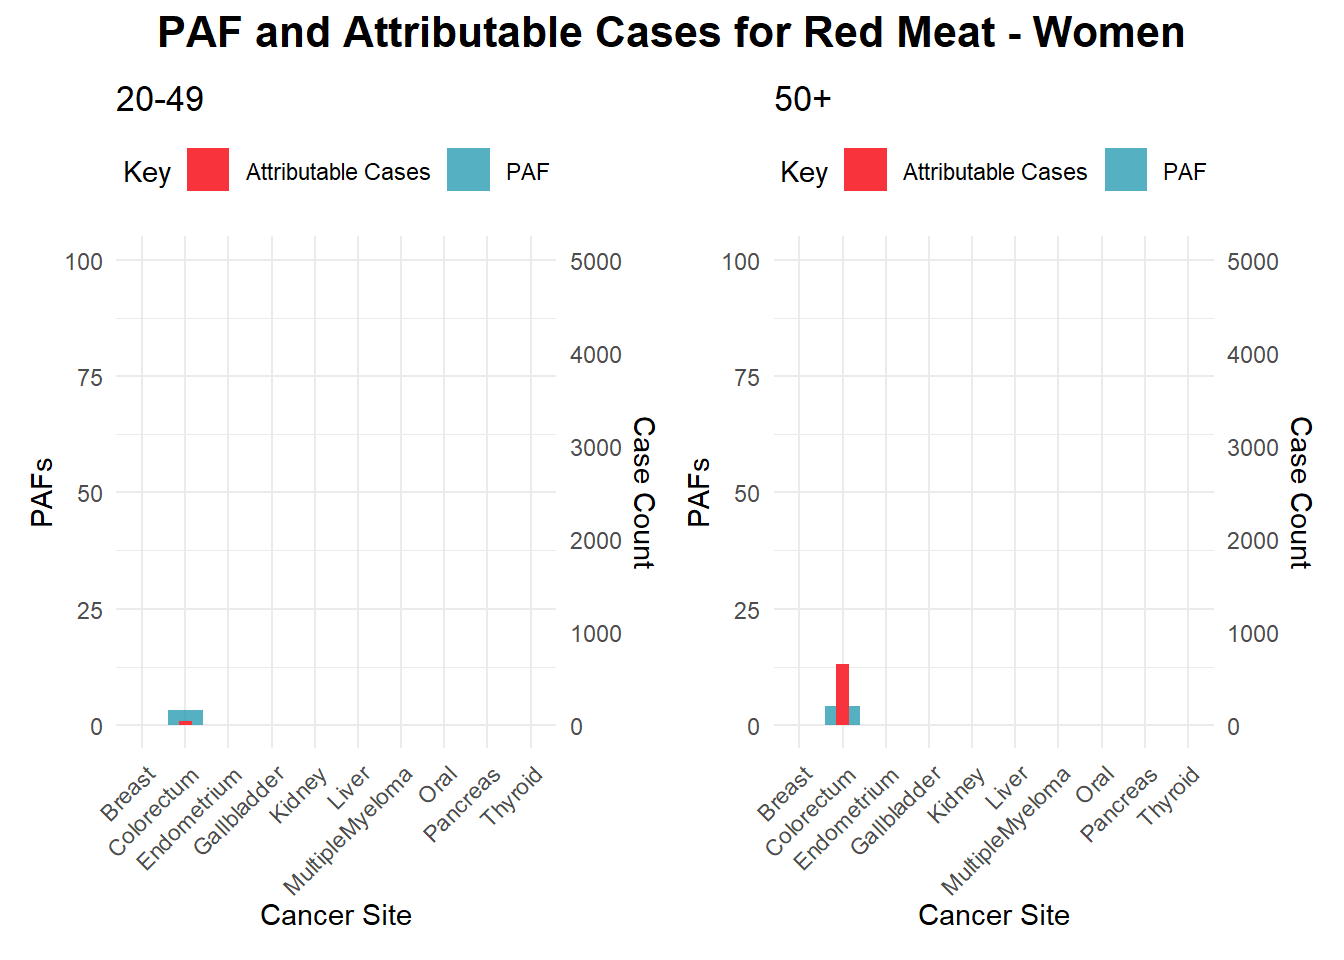 PAF and Attributable Cases for Red Meat - Women
20-49
Key Attributable Cases PAF
100
75
50
25
0
PAFs
5000
4000
3000
2000
1000
0
Case Count
Breast
Colorectum
Endometrium
Gallbladder
Kidney
Liver
MultipleMyeloma
Oral
Pancreas
Thyroid
Cancer Site
50+
Key Attributable Cases PAF
100
75
50
25
0
PAFs
5000
4000
3000
2000
1000
0
Case Count
Breast
Colorectum
Endometrium
Gallbladder
Kidney
Liver
MultipleMyeloma
Oral
Pancreas
Thyroid
Cancer Site